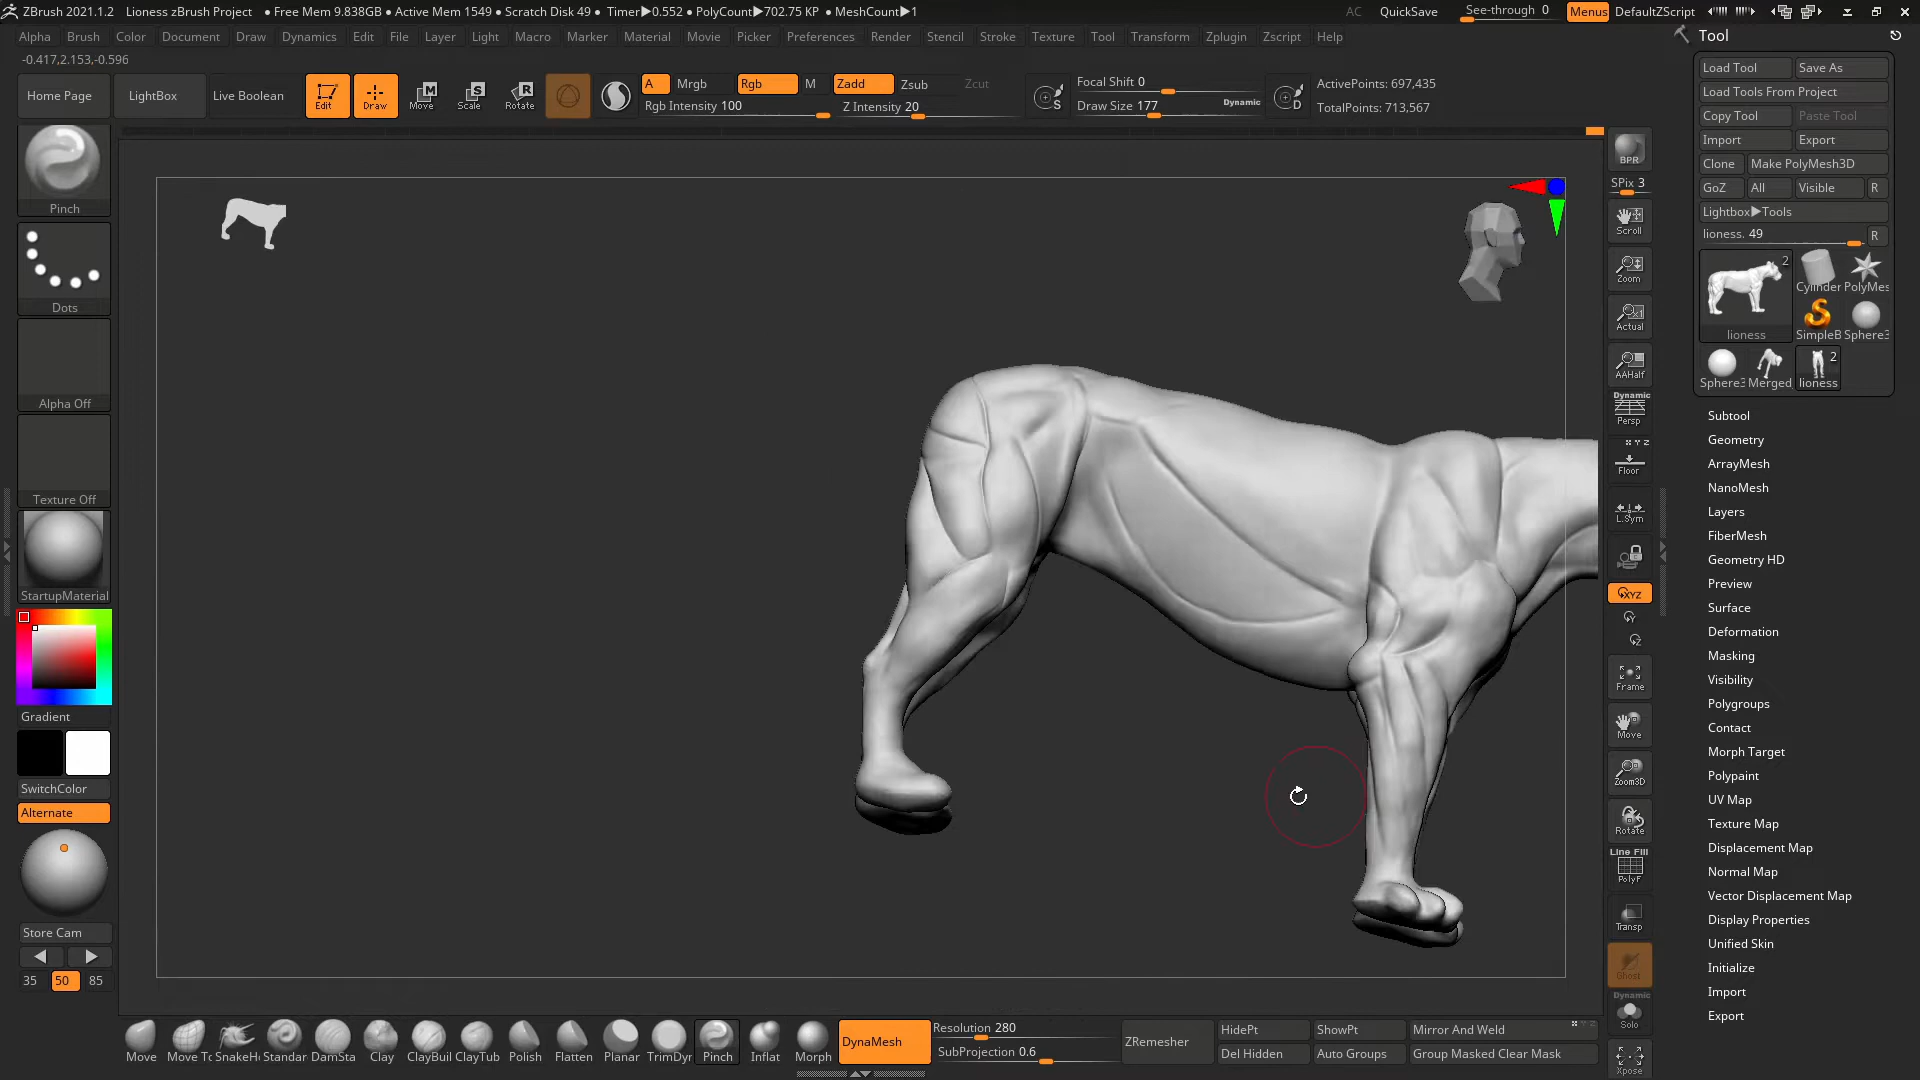 ZBrush 2021.1.2 Lioness zBrush Project ● Free Mem 9.838GB ● Active Mem 1549 ● Scratch Disk 49 ● Timer▶0.552 ● PolyCount▶702.75 KP ● MeshCount▶1 AC QuickSave See-through 0 Menus DefaultZScript
Alpha Brush Color Document Draw Dynamics Edit File Layer Light Macro Marker Material Movie Picker Preferences Render Stencil Stroke Texture Tool Transform Zplugin Zscript Help
-0.417,2.153,-0.596
Home Page LightBox Live Boolean Edit Draw Move Scale Rotate
A Mrgb Rgb M Zadd Zsub Zcut
Rgb Intensity 100 Z Intensity 20
Focal Shift 0
Draw Size 177 Dynamic
ActivePoints: 697,435
TotalPoints: 713,567
Pinch
Dots
Alpha Off
Texture Off
StartupMaterial
Gradient
SwitchColor
Alternate
Store Cam
35 50 85
BPR
SPix 3
Scroll
Zoom
Actual
AAHalf
Dynamic
Persp
X Y Z
Floor
L.Sym
XYZ
Y
Z
Frame
Move
Zoom3D
Rotate
Line Fill
PolyF
Transp
Ghost
Dynamic
Solo
Xpose
Tool
Load Tool Save As
Load Tools From Project
Copy Tool Paste Tool
Import Export
Clone Make PolyMesh3D
GoZ All Visible R
Lightbox▶Tools
lioness. 49 R
2
Cylinder PolyMes
lioness SimpleB Sphere3
2
Sphere3 Merged lioness
Subtool
Geometry
ArrayMesh
NanoMesh
Layers
FiberMesh
Geometry HD
Preview
Surface
Deformation
Masking
Visibility
Polygroups
Contact
Morph Target
Polypaint
UV Map
Texture Map
Displacement Map
Normal Map
Vector Displacement Map
Display Properties
Unified Skin
Initialize
Import
Export
Move Move To SnakeH Standar DamSta Clay ClayBuil ClayTub Polish Flatten Planar TrimDyr Pinch Inflat Morph
DynaMesh
Resolution 280
SubProjection 0.6
ZRemesher
HidePt ShowPt Mirror And Weld
Del Hidden Auto Groups Group Masked Clear Mask